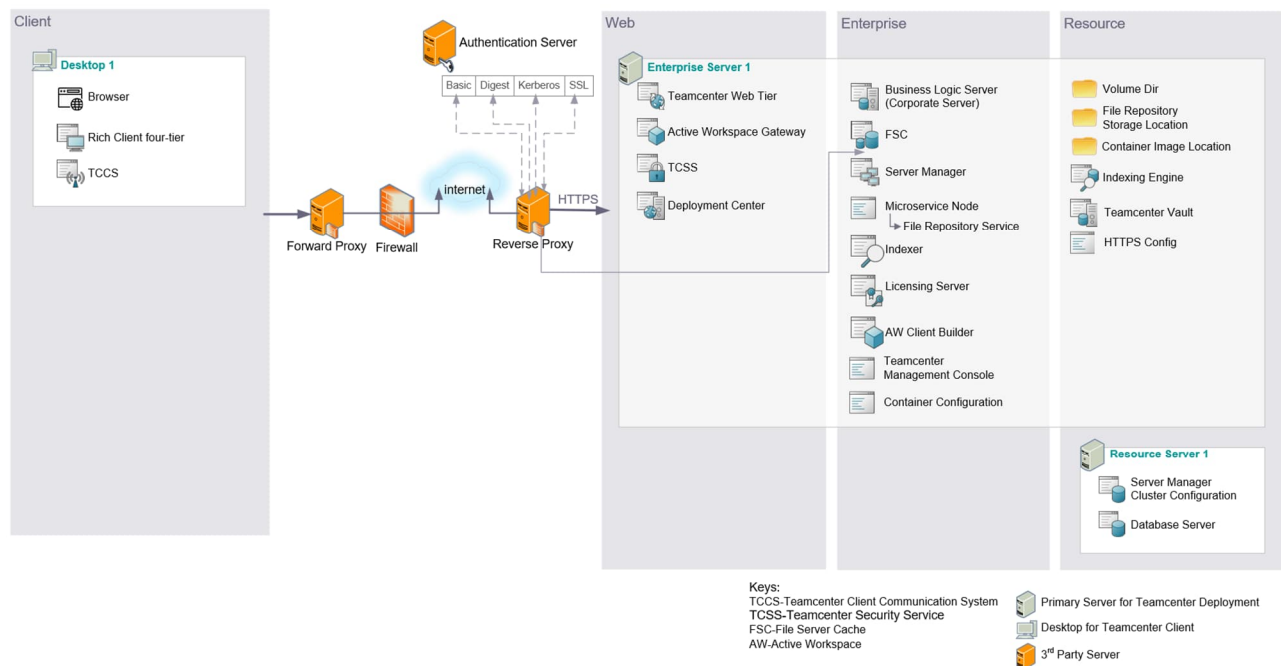 Client
Desktop 1
Browser
Rich Client four-tier
TCCS
Authentication Server
Basic
Digest
Kerberos
SSL
internet
HTTPS
Forward Proxy
Firewall
Reverse Proxy
Web
Enterprise
Resource
Enterprise Server 1
Teamcenter Web Tier
Active Workspace Gateway
TCSS
Deployment Center
Business Logic Server
(Corporate Server)
FSC
Server Manager
Microservice Node
File Repository Service
Indexer
Licensing Server
AW Client Builder
Teamcenter
Management Console
Container Configuration
Volume Dir
File Repository
Storage Location
Container Image Location
Indexing Engine
Teamcenter Vault
HTTPS Config
Resource Server 1
Server Manager
Cluster Configuration
Database Server
Keys:
TCCS-Teamcenter Client Communication System
TCSS-Teamcenter Security Service
FSC-File Server Cache
AW-Active Workspace
Primary Server for Teamcenter Deployment
Desktop for Teamcenter Client
3rd Party Server